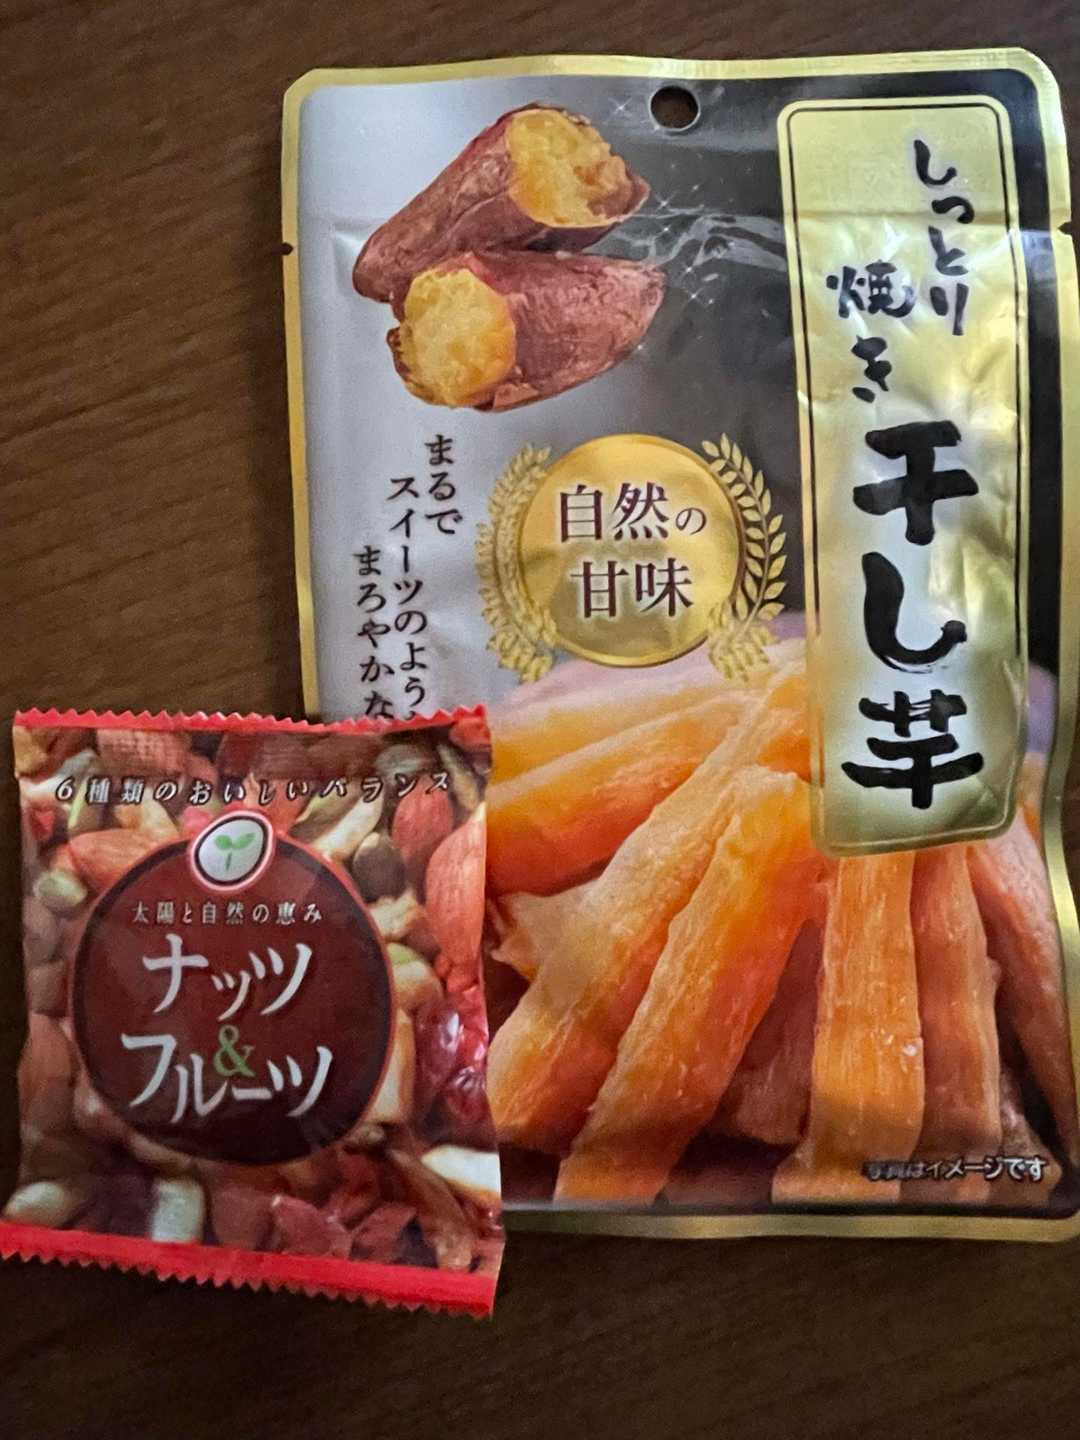 しっとり
焼き
干し芋
自然の
甘味
まるで
スイーツのよう
まろやかな
写真はイメージです
6種類のおいしいバランス
太陽と自然の恵み
ナッツ
&
フルーツ